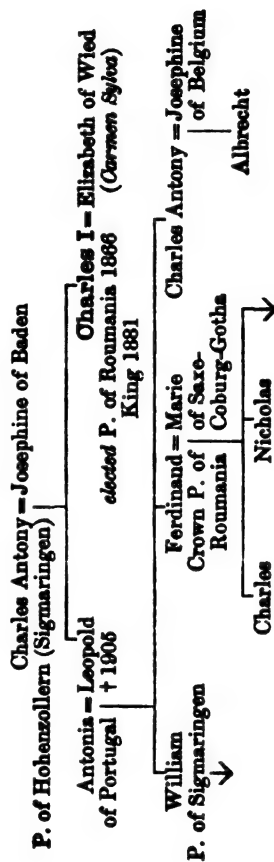 Charles Antony = Josephine of Baden
P. of Hohenzollern (Sigmaringen)
Antonia = Leopold
of Portugal † 1905
Charles I = Elizabeth of Wied
(Carmen Sylva)
elected P. of Roumania 1866
King 1881
William
P. of Sigmaringen
Ferdinand = Marie
Crown P. of of Saxe-
Roumania Coburg-Gotha
Charles Antony = Josephine
of Belgium
Charles
Nicholas
Albrecht